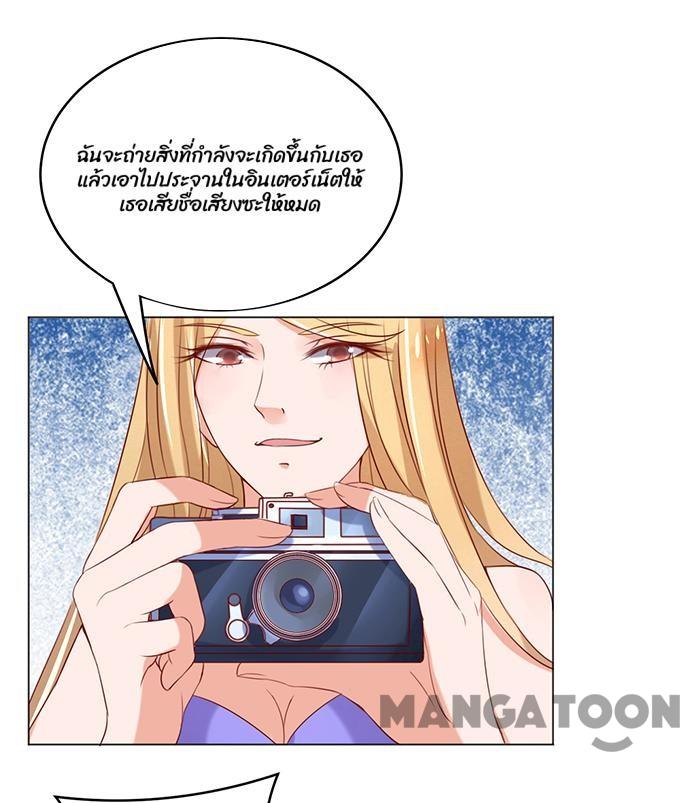 ฉันจะถ่ายสิ่งที่กำลังจะเกิดขึ้นกับเธอ
แล้วเอาไปประจานในอินเตอร์เน็ตให้
เธอเสียชื่อเสียงซะให้หมด
MANGATOON